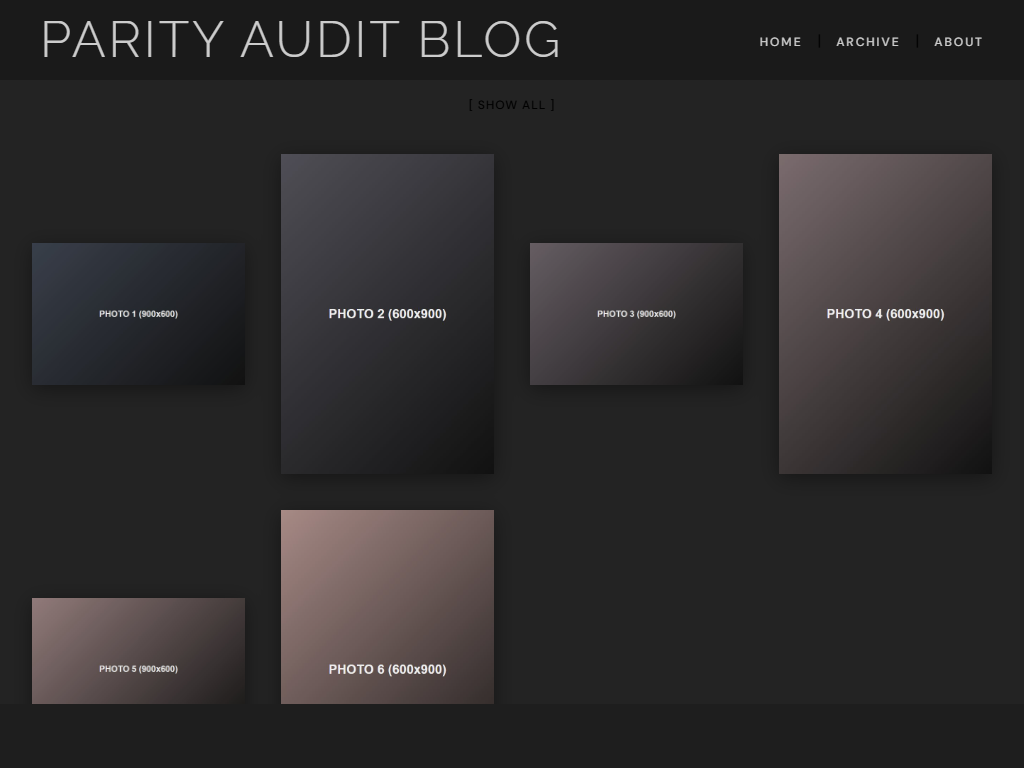 PARITY AUDIT BLOG
HOME | ARCHIVE | ABOUT
[ SHOW ALL ]
PHOTO 1 (900x600)
PHOTO 2 (600x900)
PHOTO 3 (900x600)
PHOTO 4 (600x900)
PHOTO 5 (900x600)
PHOTO 6 (600x900)